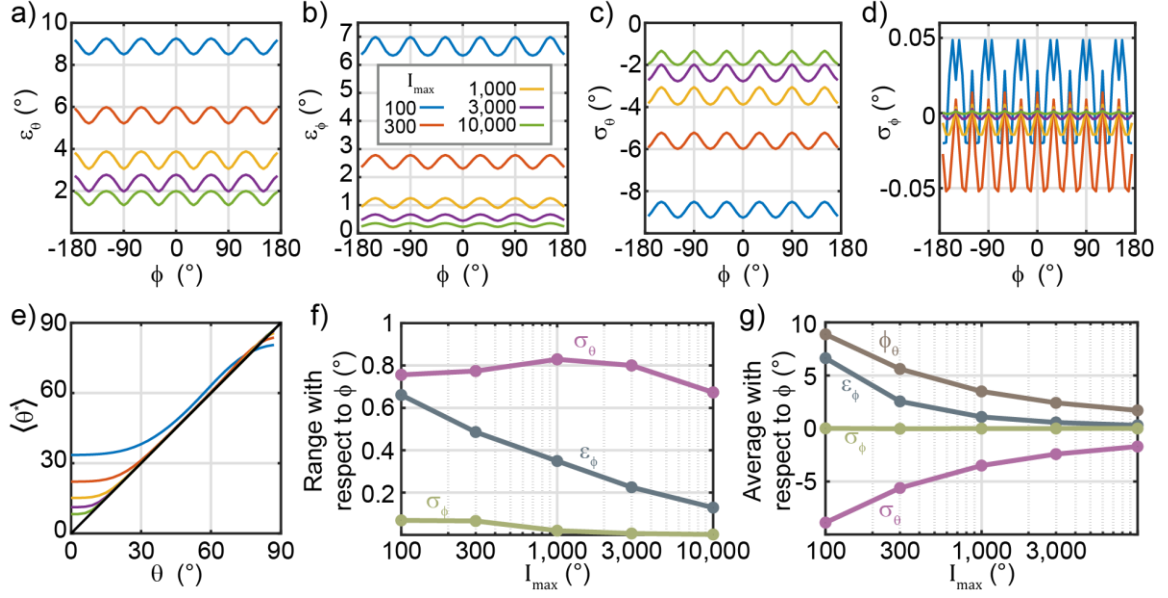 a)
10
8
6
4
2
ε_θ (°)
-180 -90 0 90 180
ϕ (°)
b)
7
6
5
4
3
2
1
0
ε_ϕ (°)
I_max
100
300
1,000
3,000
10,000
-180 -90 0 90 180
ϕ (°)
c)
0
-2
-4
-6
-8
σ_θ (°)
-180 -90 0 90 180
ϕ (°)
d)
0.05
0
-0.05
σ_ϕ (°)
-180 -90 0 90 180
ϕ (°)
e)
90
60
30
0
⟨θ*⟩
0 30 60 90
θ (°)
f)
1
0.8
0.6
0.4
0.2
Range with
respect to ϕ (°)
σ_θ
ε_ϕ
σ_ϕ
100 300 1,000 3,000 10,000
I_max (°)
g)
10
5
0
-5
Average with
respect to ϕ (°)
ϕ_θ
ε_ϕ
σ_ϕ
σ_θ
100 300 1,000 3,000
I_max (°)